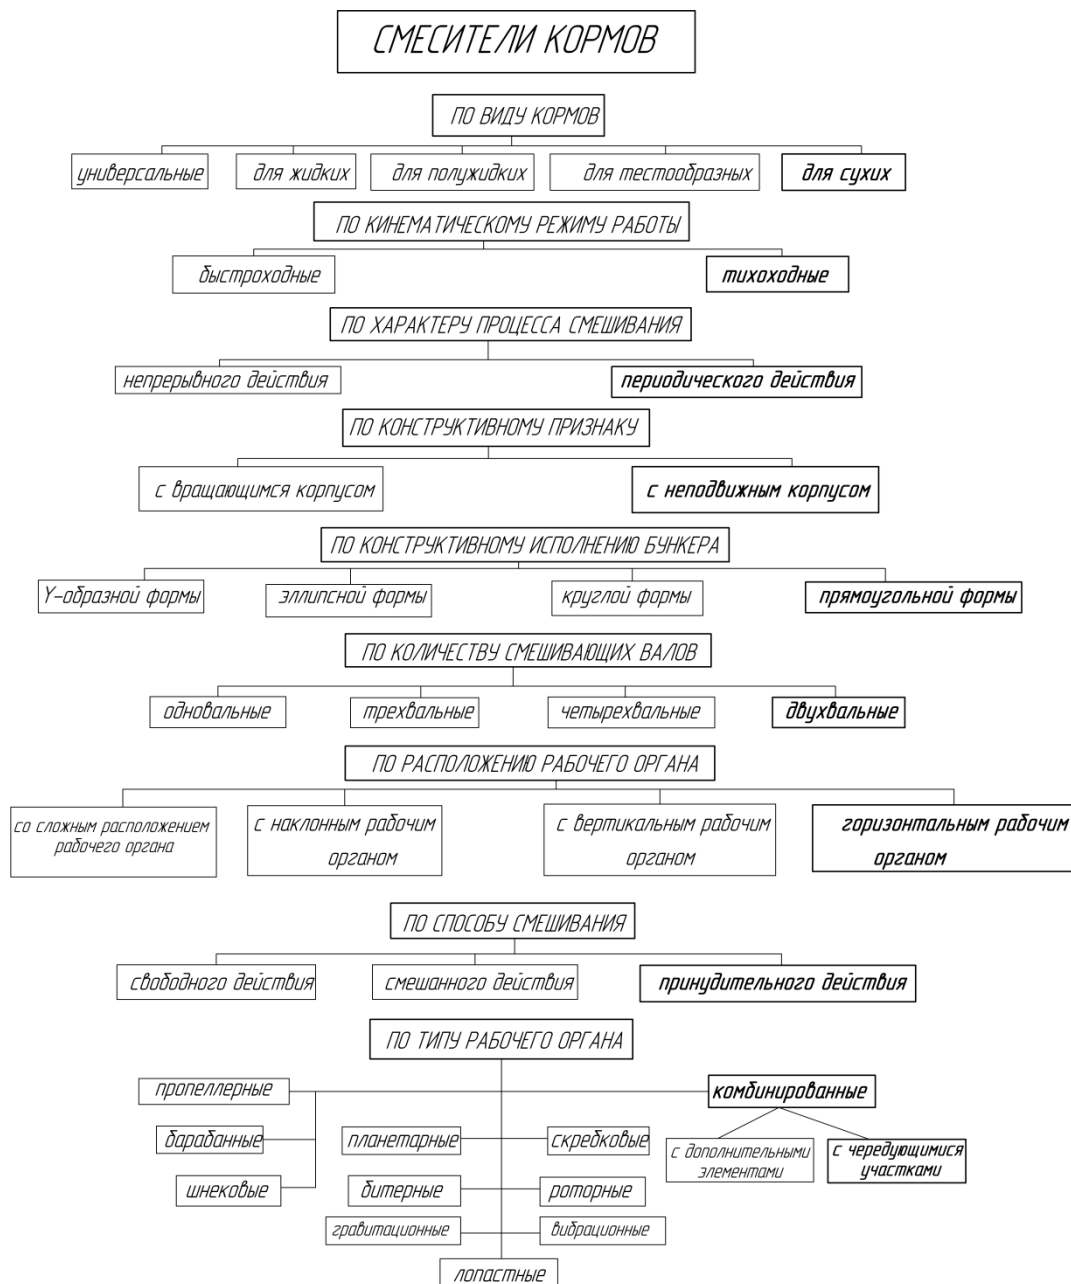 СМЕСИТЕЛИ КОРМОВ
ПО ВИДУ КОРМОВ
универсальные
для жидких
для полужидких
для тестообразных
для сухих
ПО КИНЕМАТИЧЕСКОМУ РЕЖИМУ РАБОТЫ
быстроходные
тихоходные
ПО ХАРАКТЕРУ ПРОЦЕССА СМЕШИВАНИЯ
непрерывного действия
периодического действия
ПО КОНСТРУКТИВНОМУ ПРИЗНАКУ
с вращающимся корпусом
с неподвижным корпусом
ПО КОНСТРУКТИВНОМУ ИСПОЛНЕНИЮ БУНКЕРА
Y-образной формы
эллипсной формы
круглой формы
прямоугольной формы
ПО КОЛИЧЕСТВУ СМЕШИВАЮЩИХ ВАЛОВ
одновальные
трехвальные
четырехвальные
двухвальные
ПО РАСПОЛОЖЕНИЮ РАБОЧЕГО ОРГАНА
со сложным расположением
рабочего органа
с наклонным рабочим
органом
с вертикальным рабочим
органом
горизонтальным рабочим
органом
ПО СПОСОБУ СМЕШИВАНИЯ
свободного действия
смешанного действия
принудительного действия
ПО ТИПУ РАБОЧЕГО ОРГАНА
пропеллерные
комбинированные
барабанные
планетарные
скребковые
с дополнительными
элементами
с чередующимися
участками
шнековые
битерные
роторные
гравитационные
вибрационные
лопастные